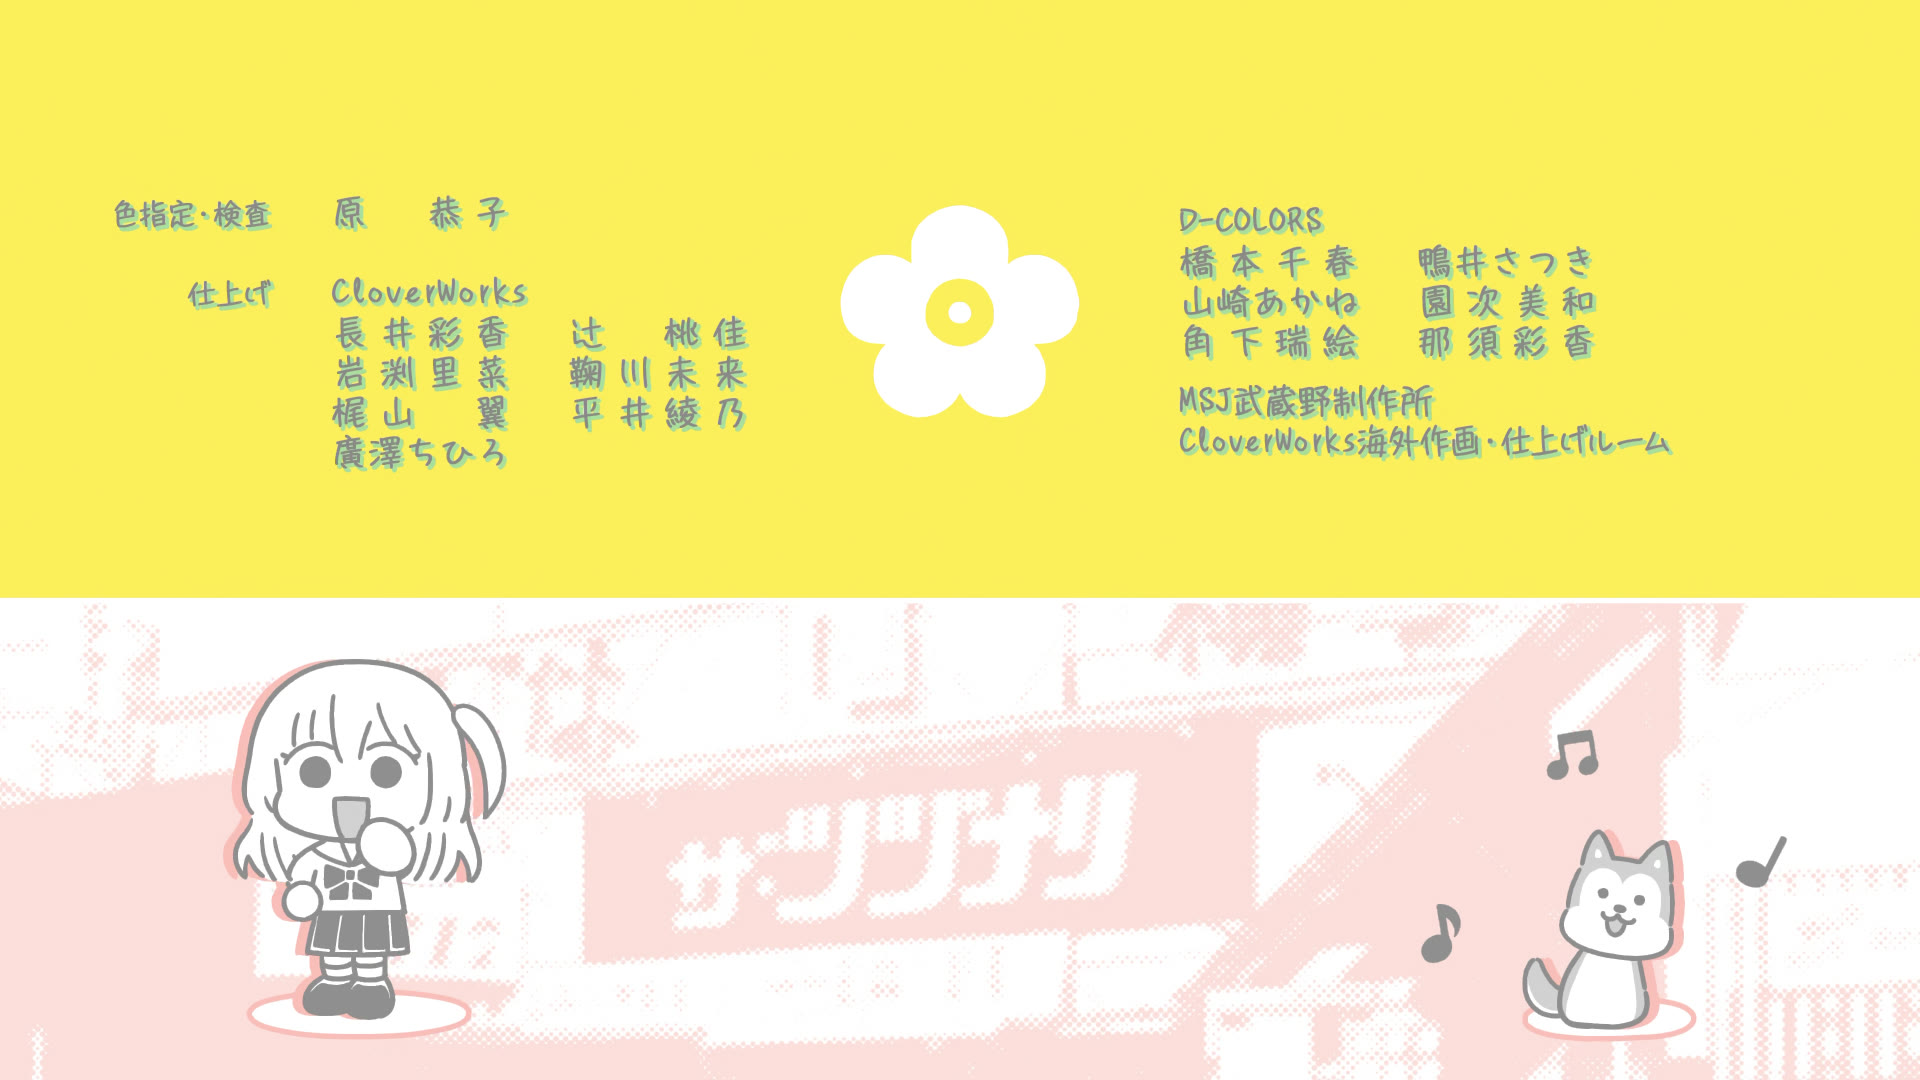 色指定・検査 原 恭子
仕上げ CloverWorks
長井彩香 辻 桃佳
岩渕里菜 鞠川未来
梶山 翼 平井綾乃
廣澤ちひろ
D-COLORS
橋本千春 鴨井さつき
山崎あかね 園次美和
角下瑞絵 那須彩香
MSJ武蔵野制作所
CloverWorks海外作画・仕上げルーム